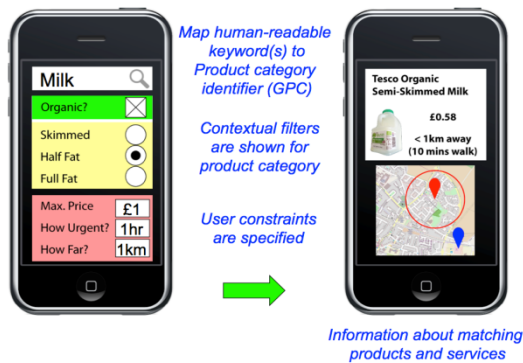 Milk
Organic?
Skimmed
Half Fat
Full Fat
Max. Price
£1
How Urgent?
1hr
How Far?
1km
Map human-readable
keyword(s) to
Product category
identifier (GPC)
Contextual filters
are shown for
product category
User constraints
are specified
Tesco Organic
Semi-Skimmed Milk
£0.58
< 1km away
(10 mins walk)
Information about matching
products and services